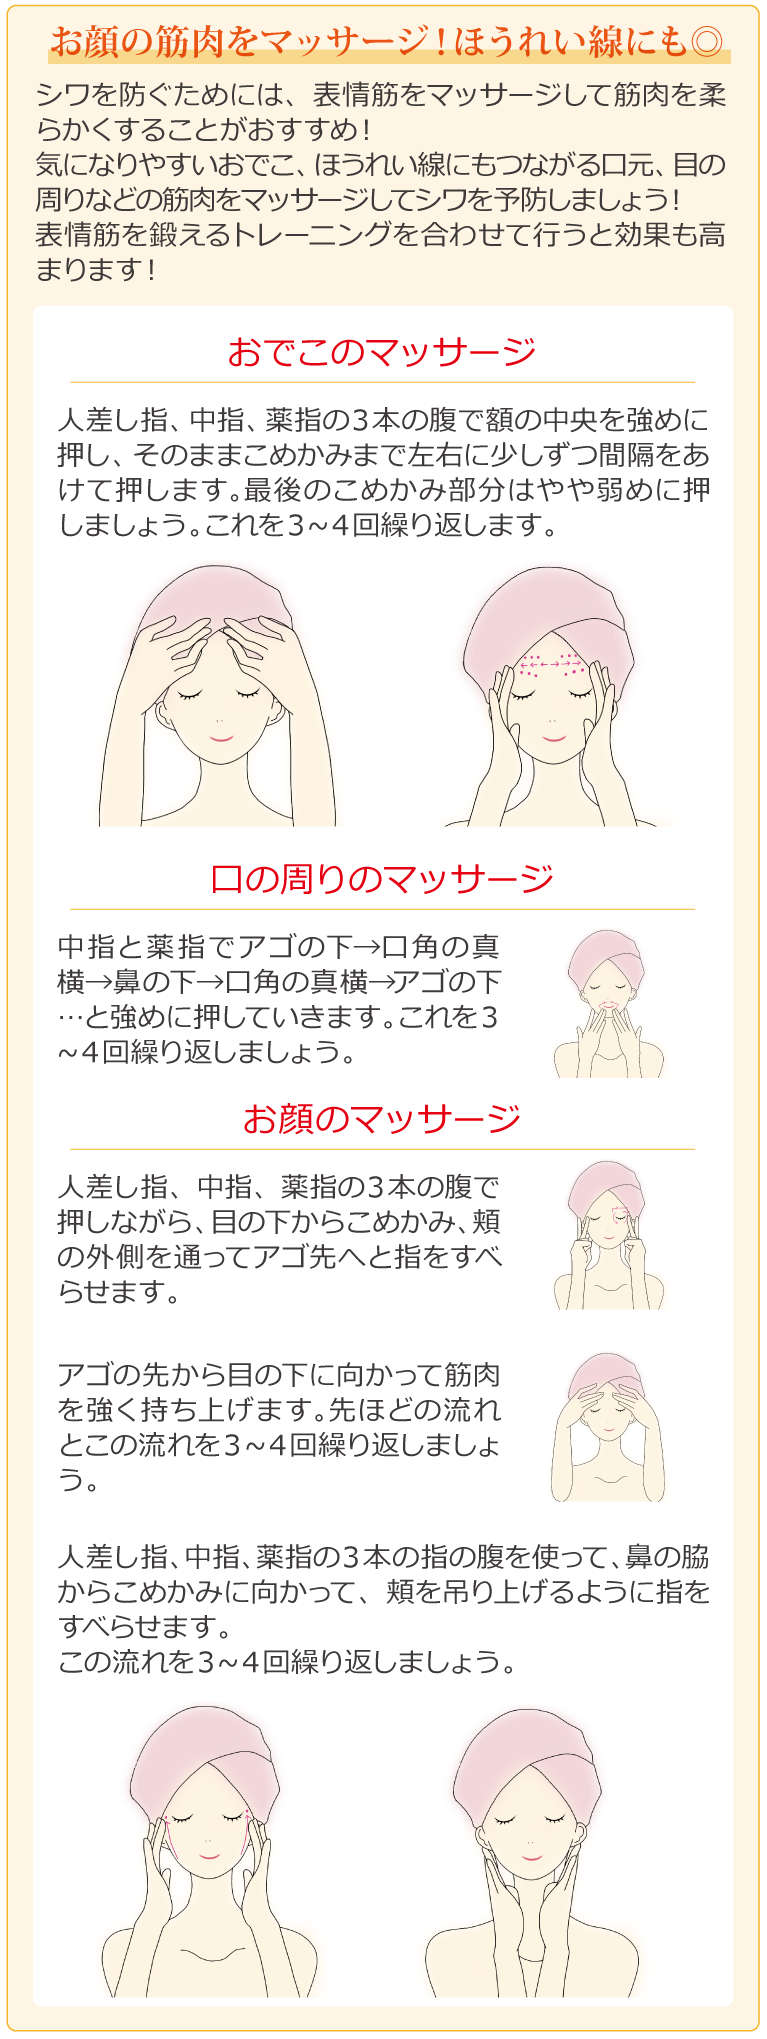 お顔の筋肉をマッサージ！ほうれい線にも◎
シワを防ぐためには、表情筋をマッサージして筋肉を柔
らかくすることがおすすめ！
気になりやすいおでこ、ほうれい線にもつながる口元、目の
周りなどの筋肉をマッサージしてシワを予防しましょう！
表情筋を鍛えるトレーニングを合わせて行うと効果も高
まります！
おでこのマッサージ
人差し指、中指、薬指の3本の腹で額の中央を強めに
押し、そのままこめかみまで左右に少しずつ間隔をあ
けて押します。最後のこめかみ部分はやや弱めに押
しましょう。これを3~4回繰り返します。
口の周りのマッサージ
中指と薬指でアゴの下→口角の真
横→鼻の下→口角の真横→アゴの下
…と強めに押していきます。これを3
~4回繰り返しましょう。
お顔のマッサージ
人差し指、中指、薬指の3本の腹で
押しながら、目の下からこめかみ、頬
の外側を通ってアゴ先へと指をすべ
らせます。
アゴの先から目の下に向かって筋肉
を強く持ち上げます。先ほどの流れ
とこの流れを3~4回繰り返しましょ
う。
人差し指、中指、薬指の3本の指の腹を使って、鼻の脇
からこめかみに向かって、頬を吊り上げるように指を
すべらせます。
この流れを3~4回繰り返しましょう。